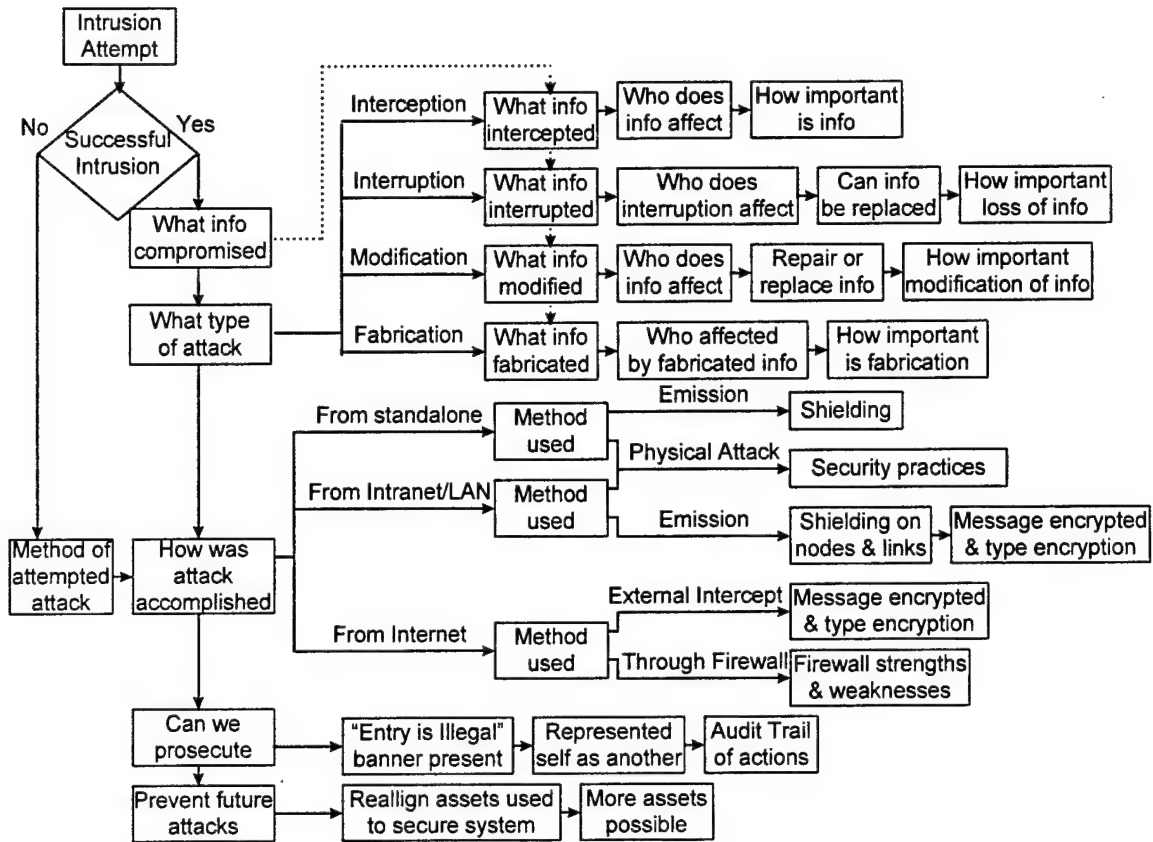 Intrusion
Attempt
No
Yes
Successful
Intrusion
What info
compromised
What type
of attack
Interception
What info
intercepted
Who does
info affect
How important
is info
Interruption
What info
interrupted
Who does
interruption affect
Can info
be replaced
How important
loss of info
Modification
What info
modified
Who does
info affect
Repair or
replace info
How important
modification of info
Fabrication
What info
fabricated
Who affected
by fabricated info
How important
is fabrication
Method of
attempted
attack
How was
attack
accomplished
From standalone
Method
used
Emission
Shielding
Physical Attack
Security practices
From Intranet/LAN
Method
used
Emission
Shielding on
nodes & links
Message encrypted
& type encryption
From Internet
Method
used
External Intercept
Message encrypted
& type encryption
Through Firewall
Firewall strengths
& weaknesses
Can we
prosecute
“Entry is Illegal”
banner present
Represented
self as another
Audit Trail
of actions
Prevent future
attacks
Reallign assets used
to secure system
More assets
possible